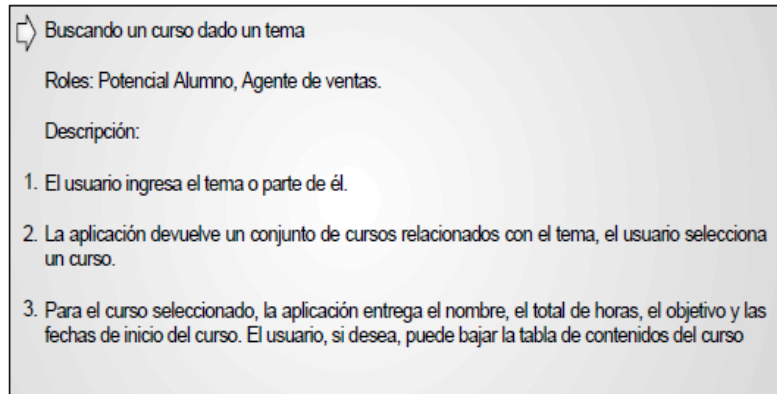 Buscando un curso dado un tema
Roles: Potencial Alumno, Agente de ventas.
Descripción:
1. El usuario ingresa el tema o parte de él.
2. La aplicación devuelve un conjunto de cursos relacionados con el tema, el usuario selecciona
un curso.
3. Para el curso seleccionado, la aplicación entrega el nombre, el total de horas, el objetivo y las
fechas de inicio del curso. El usuario, si desea, puede bajar la tabla de contenidos del curso